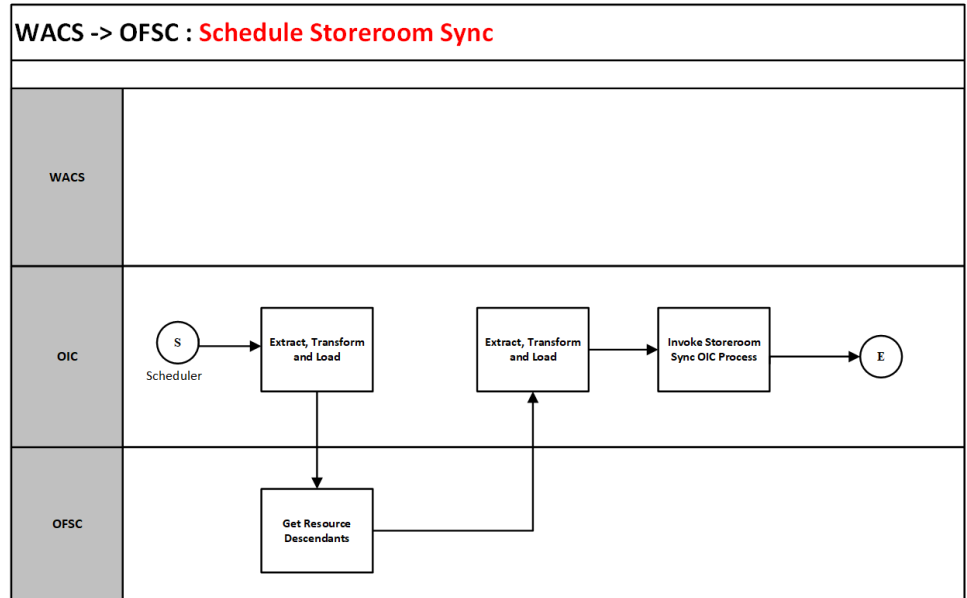 WACS -> OFSC : Schedule Storeroom Sync
WACS
OIC
S
Scheduler
Extract, Transform
and Load
Extract, Transform
and Load
Invoke Storeroom
Sync OIC Process
E
OFSC
Get Resource
Descendants